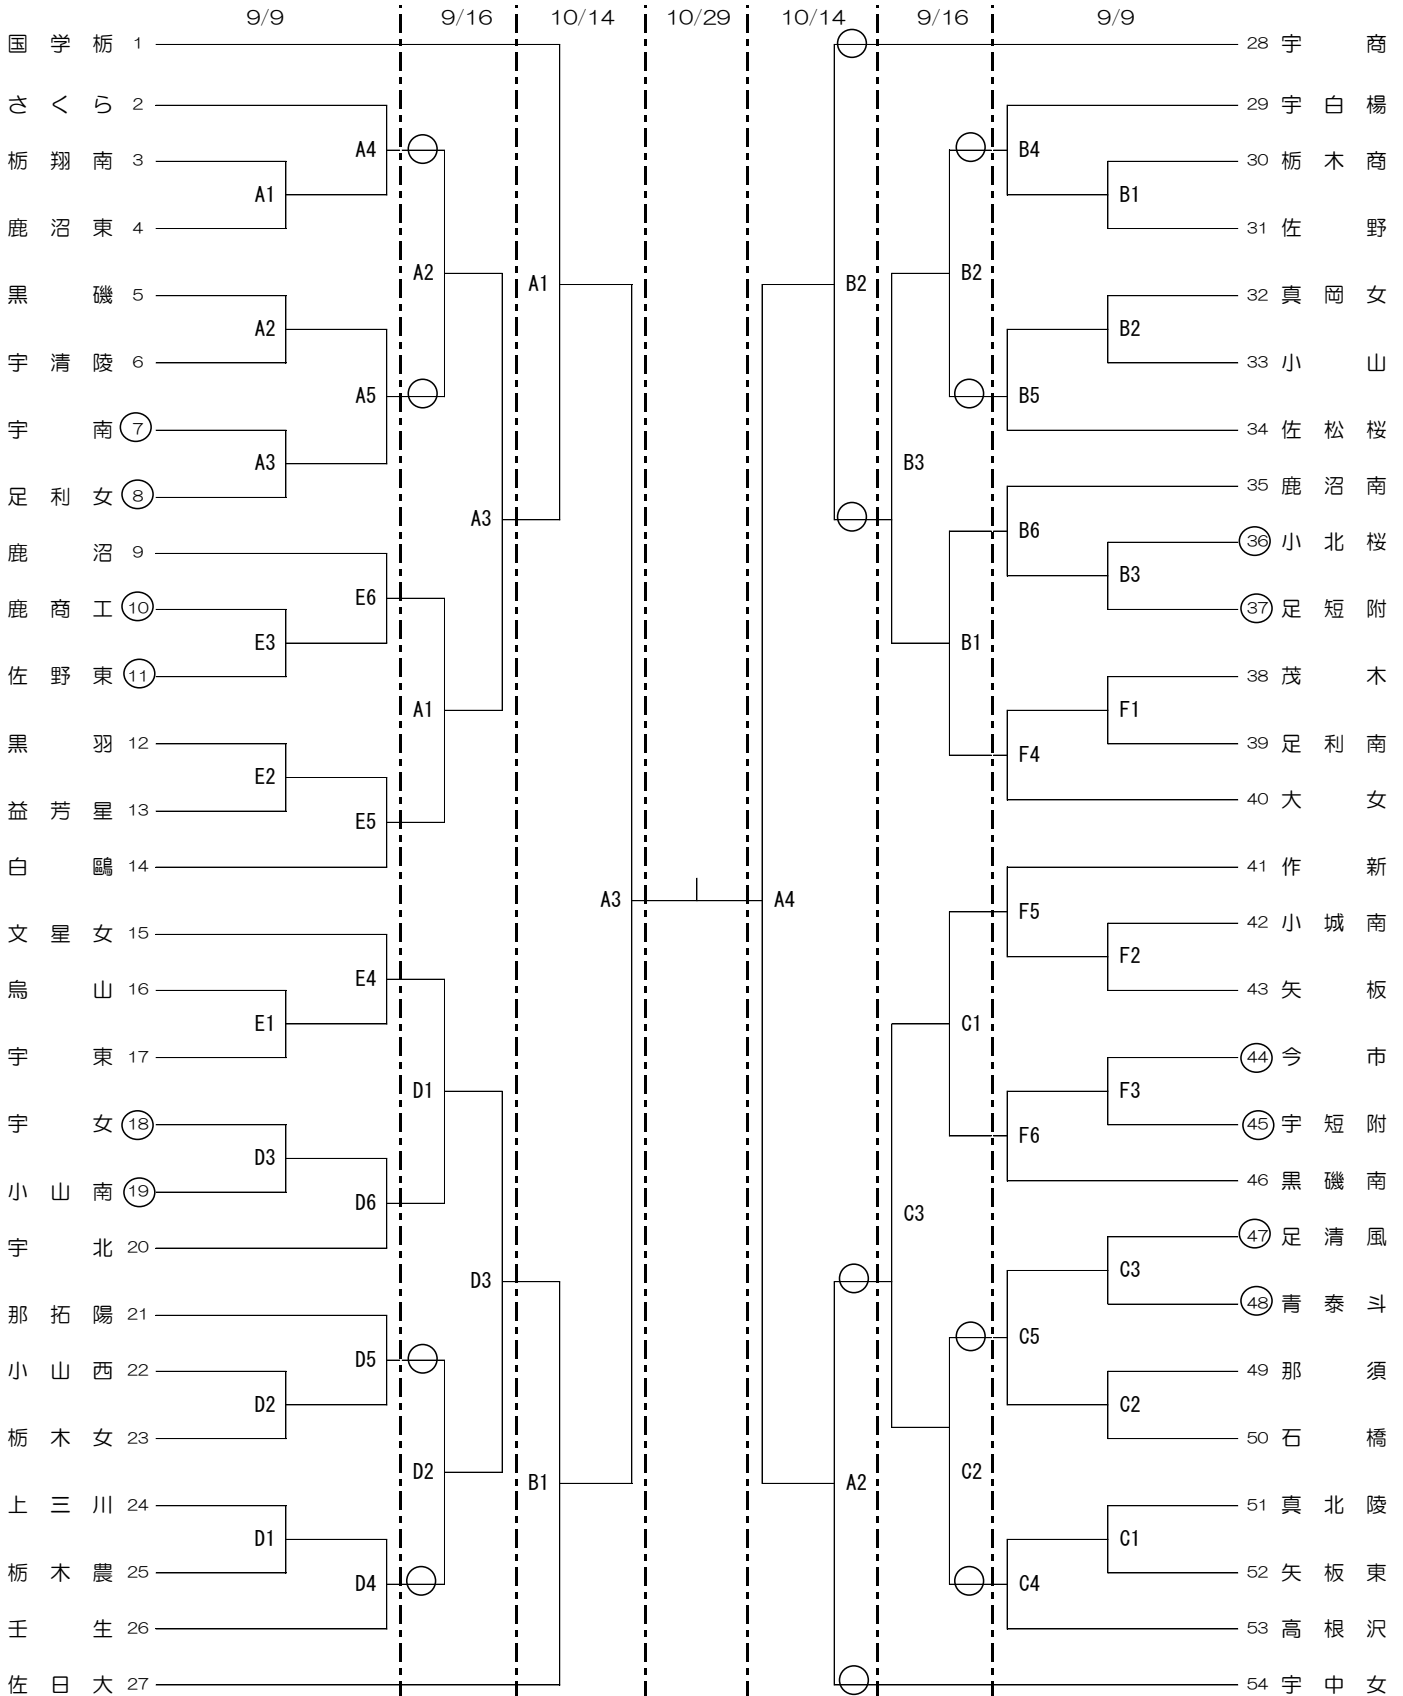 9/9 9/16 10/14 10/29 10/14 9/16 9/9
国学栃 1
さくら 2
A4
栃翔南 3
A1
鹿沼東 4
A2
A1
黒磯 5
A2
宇清陵 6
A5
宇南 7
A3
足利女 8
A3
鹿沼 9
E6
鹿商工 10
E3
佐野東 11
A1
黒羽 12
E2
益芳星 13
E5
白鷗 14
A3
文星女 15
E4
烏山 16
E1
宇東 17
D1
宇女 18
D3
小山南 19
D6
宇北 20
D3
那拓陽 21
D5
小山西 22
D2
栃木女 23
D2
B1
上三川 24
D1
栃木農 25
D4
壬生 26
佐日大 27
28 宇商
29 宇白楊
B4
30 栃木商
B1
31 佐野
B2
B2
32 真岡女
B2
33 小山
B5
34 佐松桜
B3
35 鹿沼南
B6
36 小北桜
B3
37 足短附
B1
38 茂木
F1
39 足利南
F4
40 大女
A4
41 作新
F5
42 小城南
F2
43 矢板
C1
44 今市
F3
45 宇短附
F6
46 黒磯南
C3
47 足清風
C3
48 青泰斗
C5
49 那須
C2
50 石橋
C2
A2
51 真北陵
C1
52 矢板東
C4
53 高根沢
54 宇中女